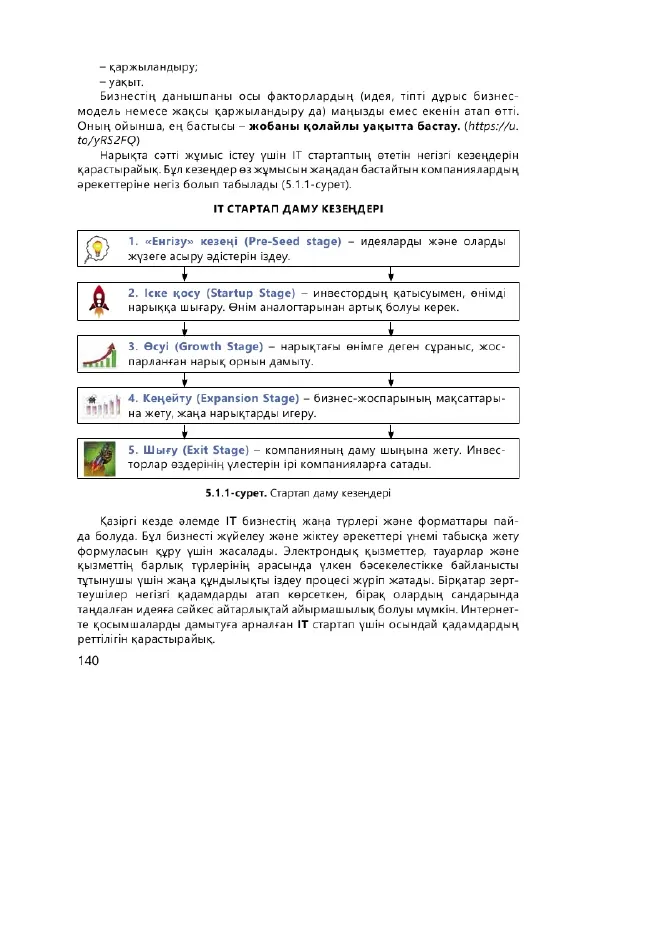 – қаржыландыру;
– уақыт.
Бизнестің данышпаны осы факторлардың (идея, тіпті дұрыс бизнес-
модель немесе жақсы қаржыландыру да) маңызды емес екенін атап өтті.
Оның ойынша, ең бастысы – жобаны қолайлы уақытта бастау. (https://u.
to/yRS2FQ)
Нарықта сәтті жұмыс істеу үшін IT стартаптың өтетін негізгі кезеңдерін
қарастырайық. Бұл кезеңдер өз жұмысын жаңадан бастайтын компаниялардың
әрекеттеріне негіз болып табылады (5.1.1-сурет).
IT СТАРТАП ДАМУ КЕЗЕҢДЕРІ
1. «Енгізу» кезеңі (Pre-Seed stage) – идеяларды және оларды
жүзеге асыру әдістерін іздеу.
2. Іске қосу (Startup Stage) – инвестордың қатысуымен, өнімді
нарыққа шығару. Өнім аналогтарынан артық болуы керек.
3. Өсуі (Growth Stage) – нарықтағы өнімге деген сұраныс, жос-
парланған нарық орнын дамыту.
4. Кеңейту (Expansion Stage) – бизнес-жоспарының мақсаттары-
на жету, жаңа нарықтарды игеру.
5. Шығу (Exit Stage) – компанияның даму шыңына жету. Инвес-
торлар өздерінің үлестерін ірі компанияларға сатады.
5.1.1-сурет. Стартап даму кезеңдері
Қазіргі кезде әлемде IT бизнестің жаңа түрлері және форматтары пай-
да болуда. Бұл бизнесті жүйелеу және жіктеу әрекеттері үнемі табысқа жету
формуласын құру үшін жасалады. Электрондық қызметтер, тауарлар және
қызметтің барлық түрлерінің арасында үлкен бәсекелестікке байланысты
тұтынушы үшін жаңа құндылықты іздеу процесі жүріп жатады. Бірқатар зерт-
теушілер негізгі қадамдарды атап көрсеткен, бірақ олардың сандарында
таңдалған идеяға сәйкес айтарлықтай айырмашылық болуы мүмкін. Интернет-
те қосымшаларды дамытуға арналған IT стартап үшін осындай қадамдардың
реттілігін қарастырайық.
140